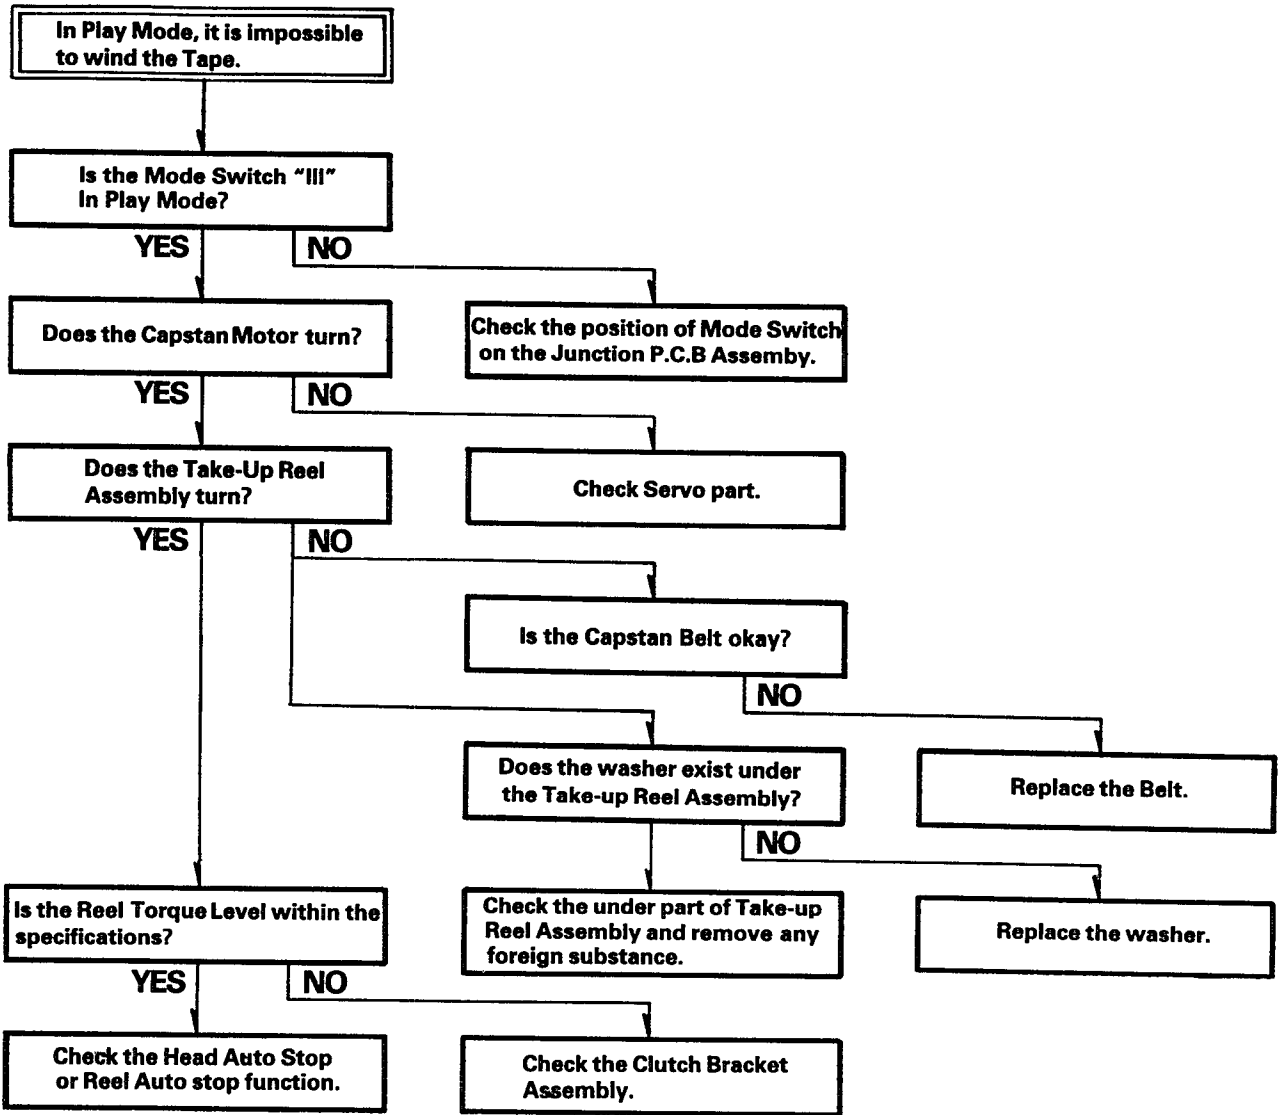 In Play Mode, it is impossible
to wind the Tape.
Is the Mode Switch "III"
In Play Mode?
YES
NO
Does the Capstan Motor turn?
Check the position of Mode Switch
on the Junction P.C.B Assemby.
YES
NO
Does the Take-Up Reel
Assembly turn?
Check Servo part.
YES
NO
Is the Capstan Belt okay?
NO
Does the washer exist under
the Take-up Reel Assembly?
Replace the Belt.
NO
Is the Reel Torque Level within the
specifications?
Check the under part of Take-up
Reel Assembly and remove any
foreign substance.
Replace the washer.
YES
NO
Check the Head Auto Stop
or Reel Auto stop function.
Check the Clutch Bracket
Assembly.